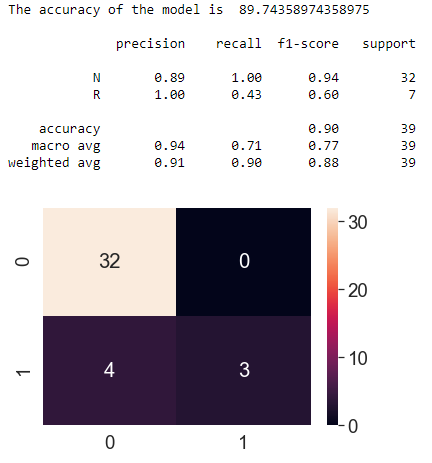 The accuracy of the model is  89.74358974358975
precision    recall  f1-score   support
N       0.89      1.00      0.94        32
R       1.00      0.43      0.60         7
accuracy                           0.90        39
macro avg       0.94      0.71      0.77        39
weighted avg       0.91      0.90      0.88        39
0 32 0
1 4 3
0 1
30
20
10
0